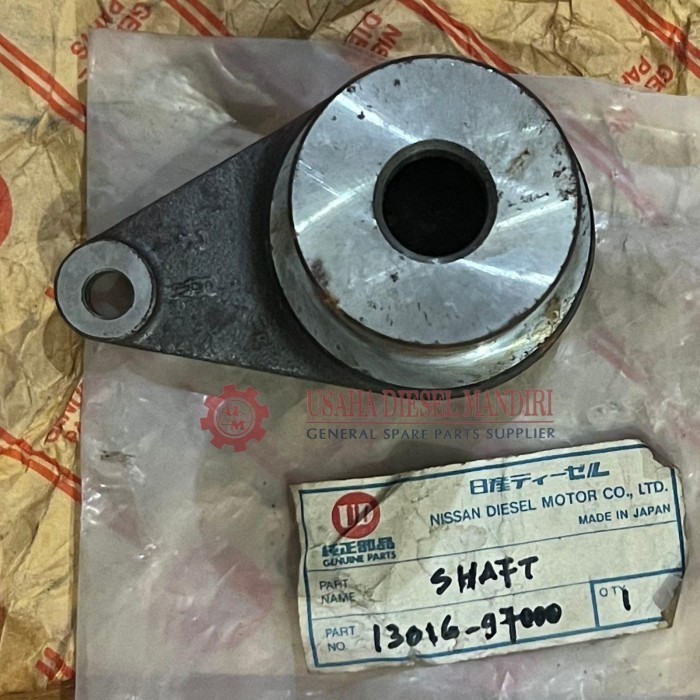 USAHA DIESEL MANDIRI
GENERAL SPARE PARTS SUPPLIER
UD
純正部品
GENUINE PARTS
日産ディーゼル
NISSAN DIESEL MOTOR CO., LTD.
MADE IN JAPAN
PART NAME
SHAFT
PART NO.
13016-97000
QTY
1